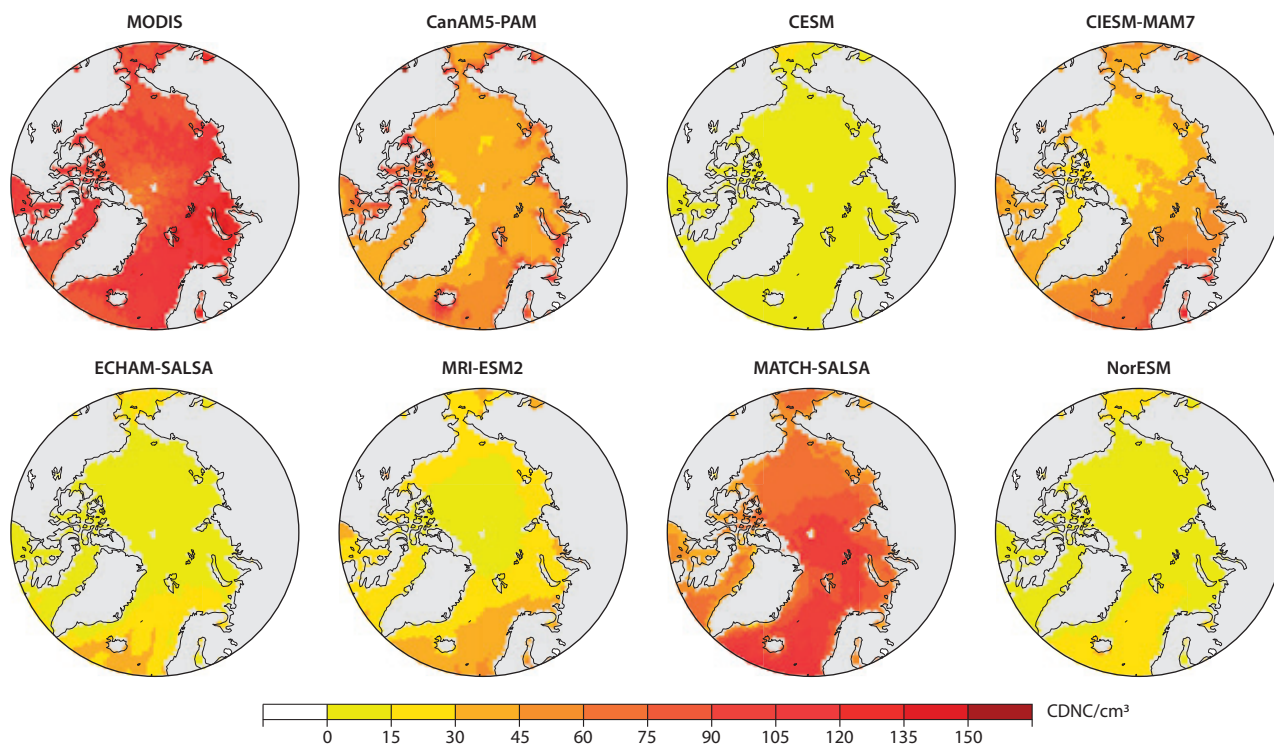 MODIS CanAM5-PAM CESM CIESM-MAM7
ECHAM-SALSA MRI-ESM2 MATCH-SALSA NorESM
CDNC/cm³
0 15 30 45 60 75 90 105 120 135 150